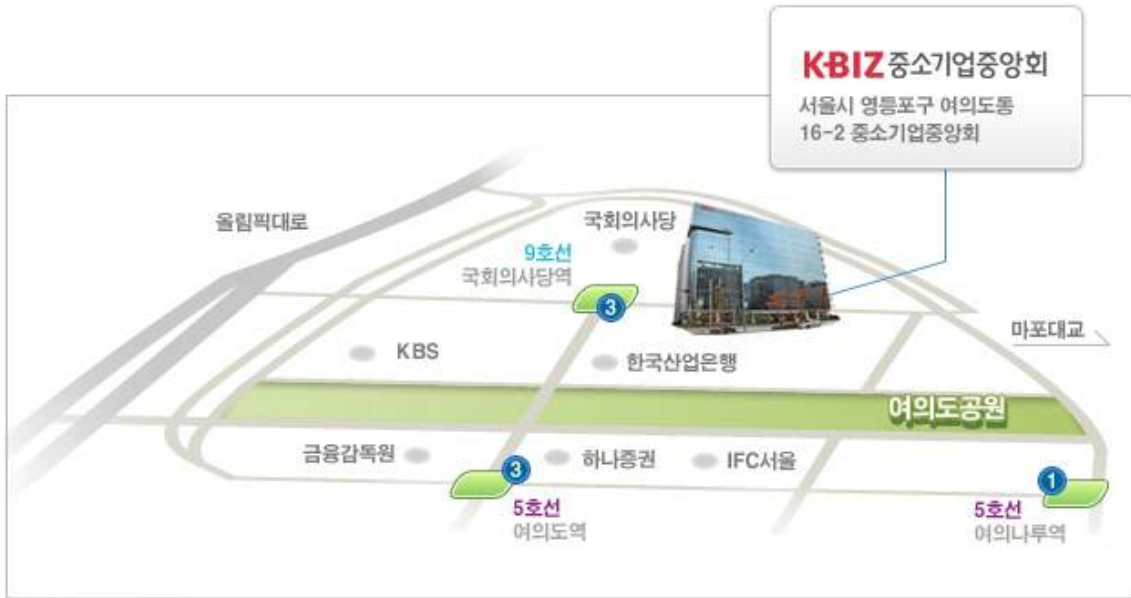 K-BIZ 중소기업중앙회
서울시 영등포구 여의도동
16-2 중소기업중앙회
올림픽대로
국회의사당
9호선
국회의사당역
3
마포대교
KBS
한국산업은행
여의도공원
금융감독원
3
하나증권
IFC서울
1
5호선
여의도역
5호선
여의나루역